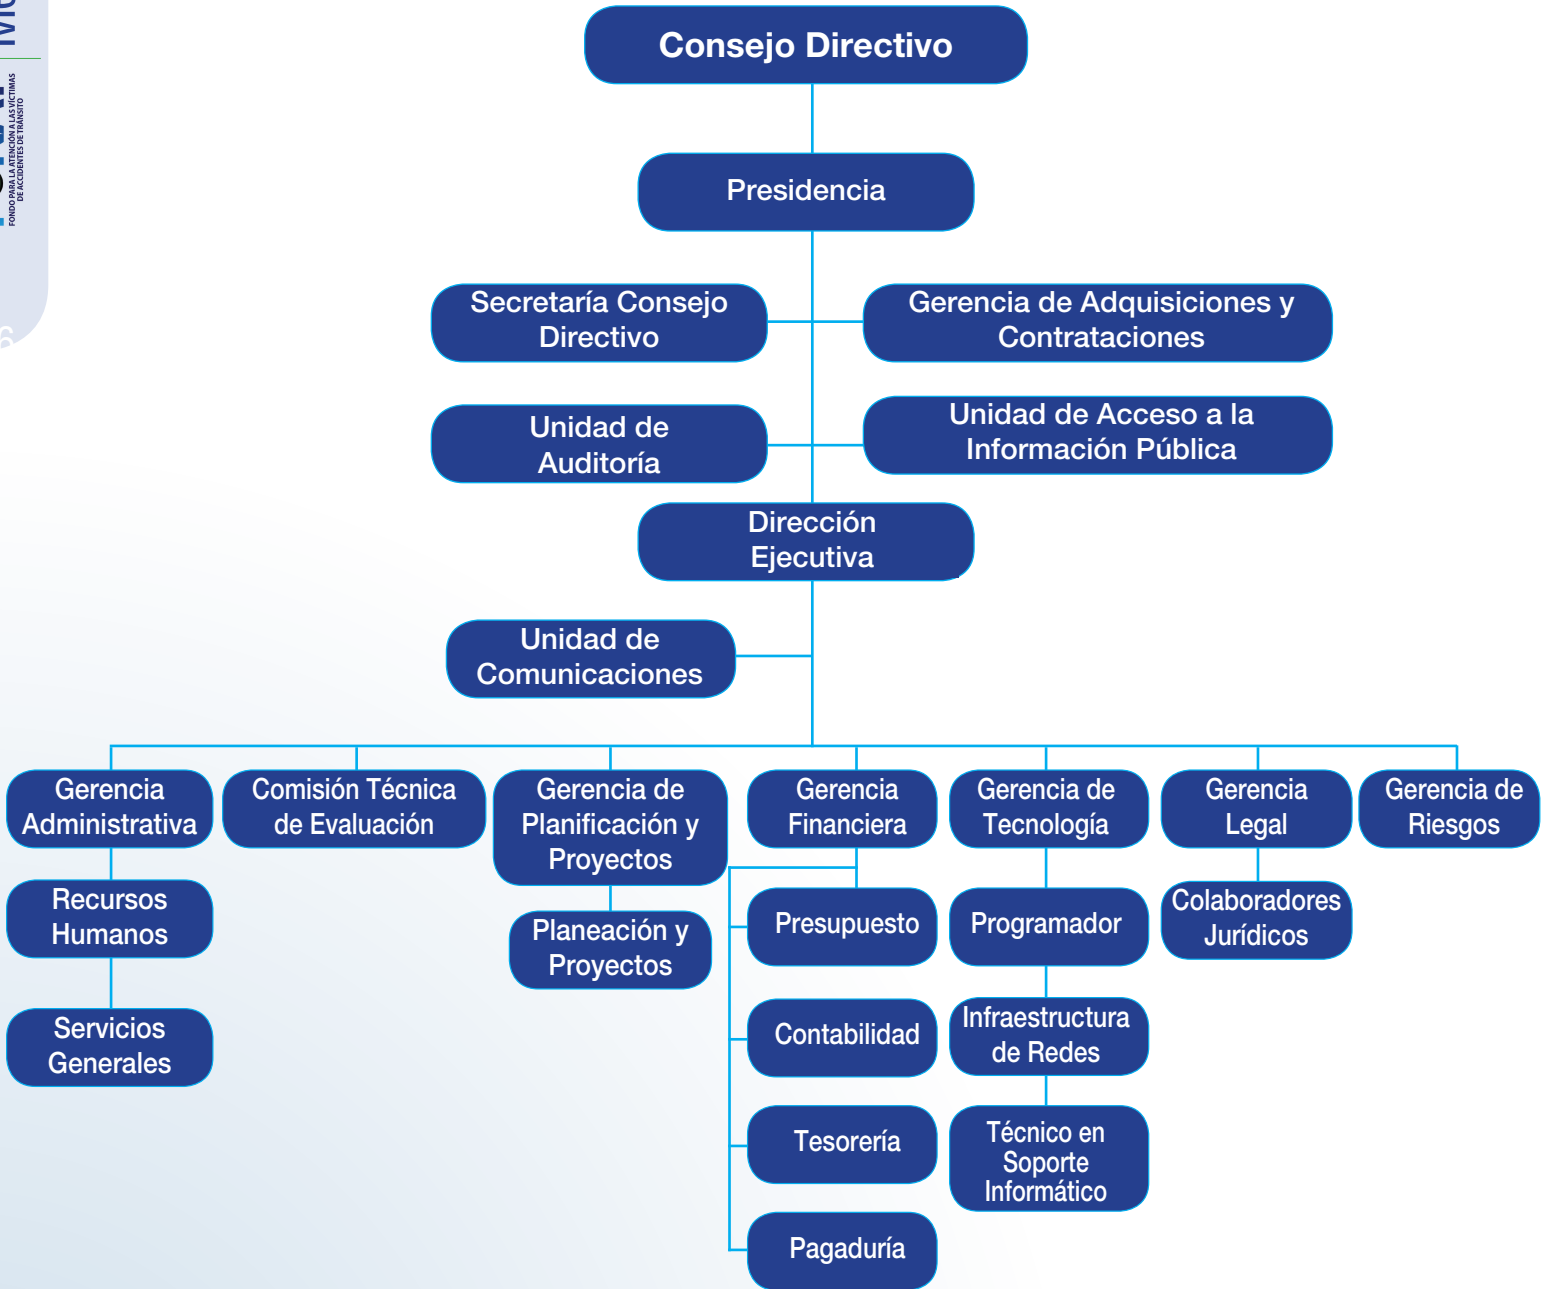 FONDO PARA LA ATENCIÓN A LAS VÍCTIMAS
DE ACCIDENTES DE TRÁNSITO
6
Consejo Directivo
Presidencia
Secretaría Consejo
Directivo
Gerencia de Adquisiciones y
Contrataciones
Unidad de
Auditoría
Unidad de Acceso a la
Información Pública
Dirección
Ejecutiva
Unidad de
Comunicaciones
Gerencia
Administrativa
Comisión Técnica
de Evaluación
Gerencia de
Planificación y
Proyectos
Gerencia
Financiera
Gerencia de
Tecnología
Gerencia
Legal
Gerencia de
Riesgos
Recursos
Humanos
Servicios
Generales
Planeación y
Proyectos
Presupuesto
Contabilidad
Tesorería
Pagaduría
Programador
Infraestructura
de Redes
Técnico en
Soporte
Informático
Colaboradores
Jurídicos